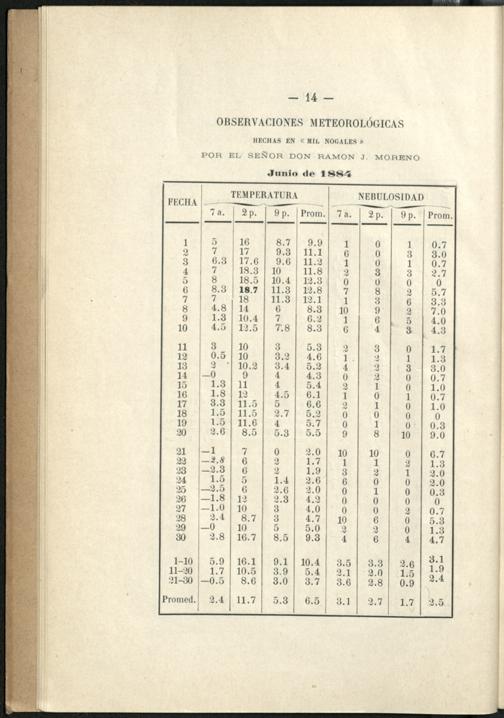 — 14 —
OBSERVACIONES METEOROLÓGICAS
HECHAS EN « MIL NOGALES »
POR EL SEÑOR DON RAMON J. MORENO
Junio de 1884
FECHA TEMPERATURA NEBULOSIDAD
7 a. 2 p. 9 p. Prom. 7 a. 2 p. 9 p. Prom.
1 5 16 8.7 9.9 1 0 1 0.7
2 7 17 9.3 11.1 6 0 3 3.0
3 6.3 17.6 9.6 11.2 1 0 1 0.7
4 7 18.3 10 11.8 2 3 3 2.7
5 8 18.5 10.4 12.3 0 0 0 0
6 8.3 18.7 11.3 12.8 7 8 2 5.7
7 7 18 11.3 12.1 1 3 6 3.3
8 4.8 14 6 8.3 10 9 2 7.0
9 1.3 10.4 7 6.2 1 6 5 4.0
10 4.5 12.5 7.8 8.3 6 4 3 4.3
11 3 10 3 5.3 2 3 0 1.7
12 0.5 10 3.2 4.6 1 2 1 1.3
13 2 10.2 3.4 5.2 4 2 3 3.0
14 —0 9 4 4.3 0 2 0 0.7
15 1.3 11 4 5.4 2 1 0 1.0
16 1.8 12 4.5 6.1 1 0 1 0.7
17 3.3 11.5 5 6.6 2 1 0 1.0
18 1.5 11.5 2.7 5.2 0 0 0 0
19 1.5 11.6 4 5.7 0 1 0 0.3
20 2.6 8.5 5.3 5.5 9 8 10 9.0
21 —1 7 0 2.0 10 10 0 6.7
22 —2.8 6 2 1.7 1 1 2 1.3
23 —2.3 6 2 1.9 3 2 1 2.0
24 1.5 5 1.4 2.6 6 0 0 2.0
25 —2.5 6 2.6 2.0 0 1 0 0.3
26 —1.8 12 2.3 4.2 0 0 0 0
27 —1.0 10 3 4.0 0 0 2 0.7
28 2.4 8.7 3 4.7 10 6 0 5.3
29 —0 10 5 5.0 2 2 0 1.3
30 2.8 16.7 8.5 9.3 4 6 4 4.7
1-10 5.9 16.1 9.1 10.4 3.5 3.3 2.6 3.1
11-20 1.7 10.5 3.9 5.4 2.1 2.0 1.5 1.9
21-30 —0.5 8.6 3.0 3.7 3.6 2.8 0.9 2.4
Promed. 2.4 11.7 5.3 6.5 3.1 2.7 1.7 2.5